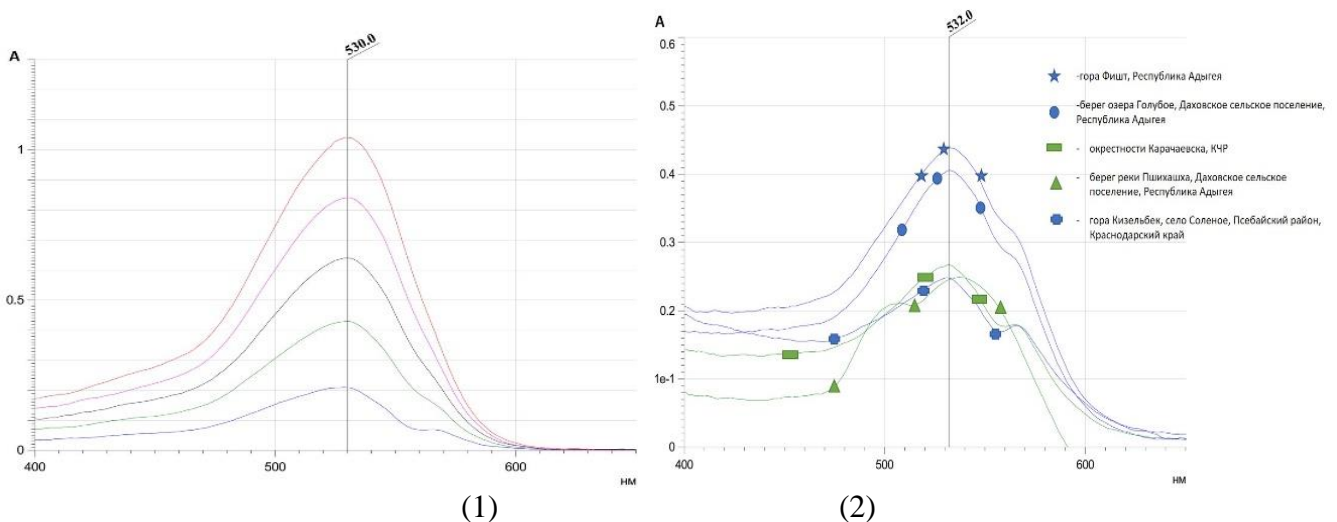 A
530.0
1
0.5
0
400
500
600
нм
(1)
A
532.0
0.6
0.5
0.4
0.3
0.2
1e-1
0
400
500
600
нм
-гора Фишт, Республика Адыгея
-берег озера Голубое, Даховское сельское поселение,
Республика Адыгея
- окрестности Карачаевска, КЧР
- берег реки Пшихашха, Даховское сельское
поселение, Республика Адыгея
- гора Кизельбек, село Соленое, Псебайский район,
Краснодарский край
(2)